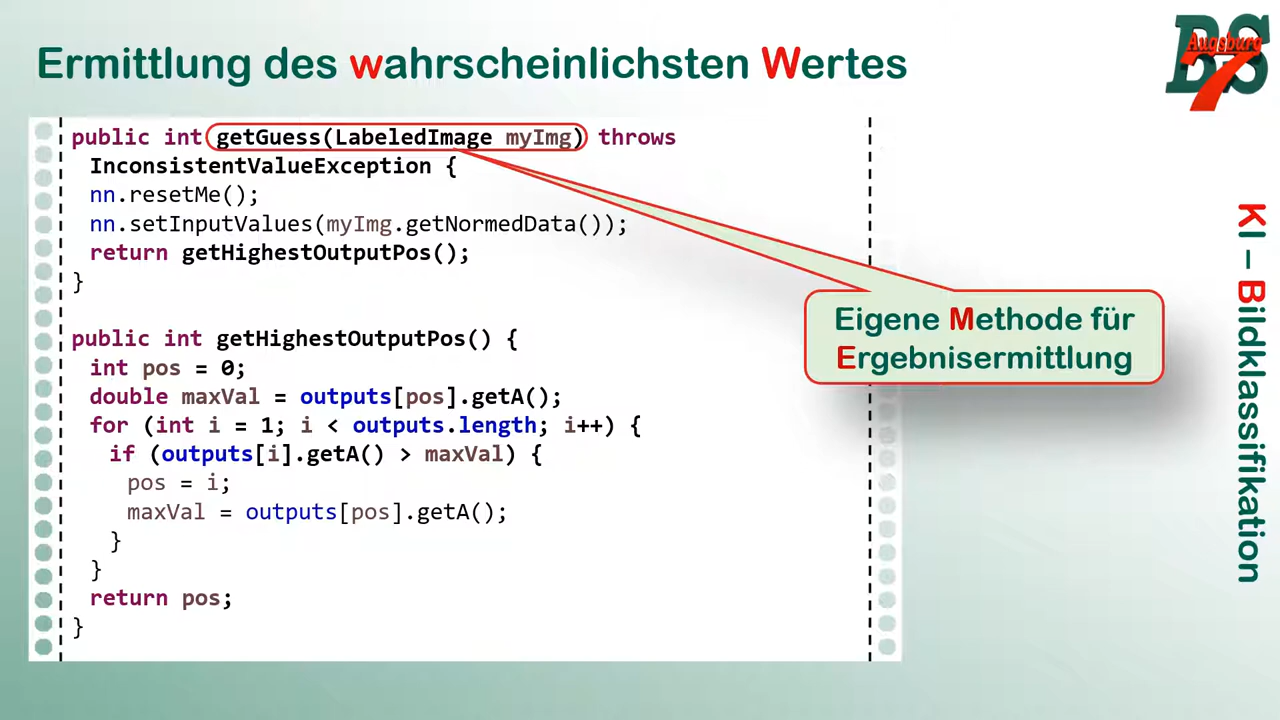 Ermittlung des wahrscheinlichsten Wertes
BS
Augsburg
7
public int getGuess(LabeledImage myImg) throws
InconsistentValueException {
nn.resetMe();
nn.setInputValues(myImg.getNormedData());
return getHighestOutputPos();
}
public int getHighestOutputPos() {
int pos = 0;
double maxVal = outputs[pos].getA();
for (int i = 1; i < outputs.length; i++) {
if (outputs[i].getA() > maxVal) {
pos = i;
maxVal = outputs[pos].getA();
}
}
return pos;
}
Eigene Methode für
Ergebnisermittlung
KI – Bildklassifikation